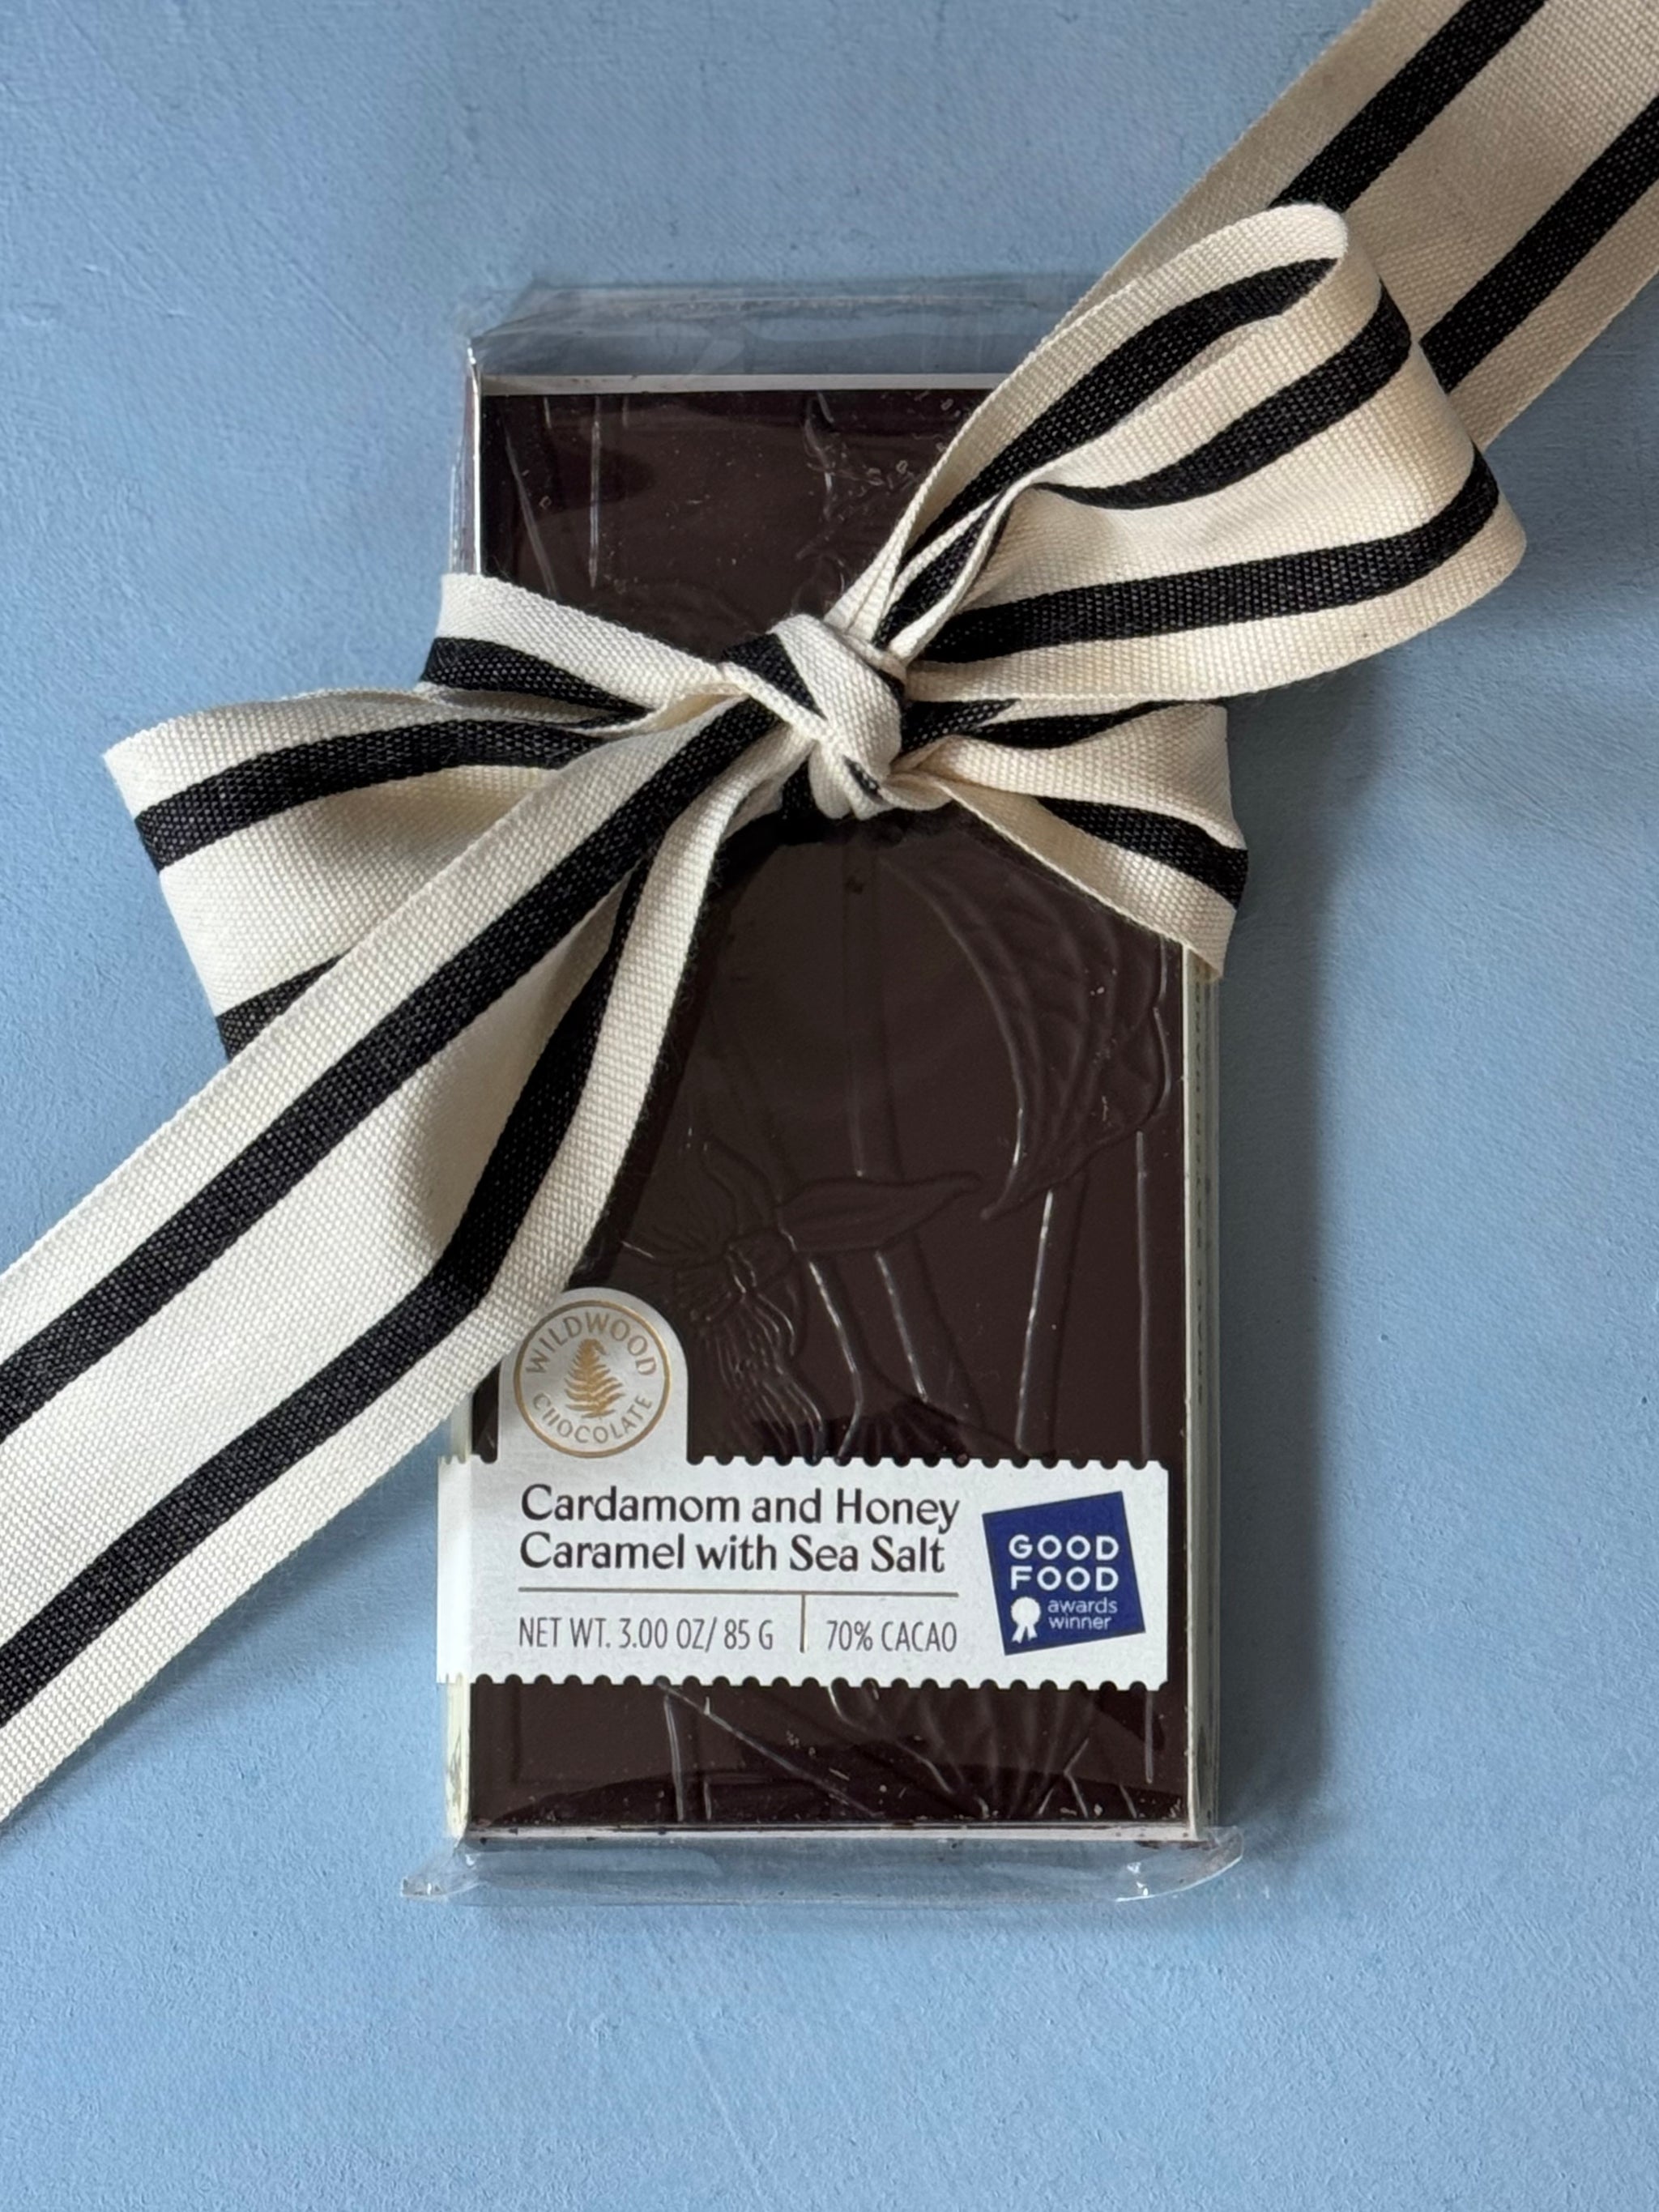 WILDWOOD
CHOCOLATE
Cardamom and Honey
Caramel with Sea Salt
NET WT. 3.00 OZ/ 85 G | 70% CACAO
GOOD
FOOD
awards
winner